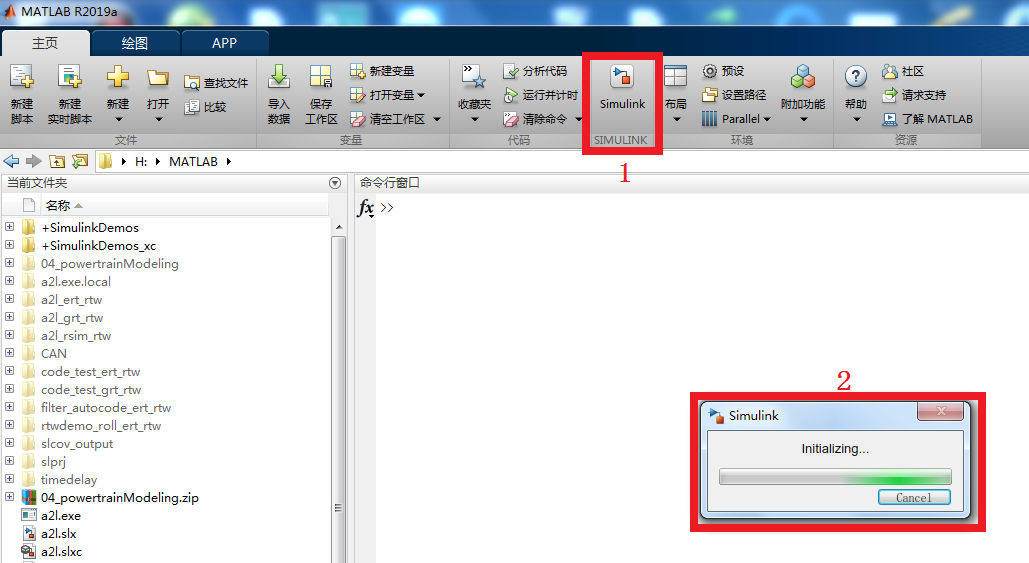 MATLAB R2019a
主页 绘图 APP
新建脚本
新建实时脚本
新建
打开
查找文件
比较
文件
导入数据
保存工作区
新建变量
打开变量
清空工作区
变量
收藏夹
分析代码
运行并计时
清除命令
代码
Simulink
SIMULINK
布局
预设
设置路径
Parallel
环境
附加功能
帮助
社区
请求支持
了解 MATLAB
资源
1
H: MATLAB
当前文件夹
名称
+SimulinkDemos
+SimulinkDemos_xc
04_powertrainModeling
a2l.exe.local
a2l_ert_rtw
a2l_grt_rtw
a2l_rsim_rtw
CAN
code_test_ert_rtw
code_test_grt_rtw
filter_autocode_ert_rtw
rtwdemo_roll_ert_rtw
slcov_output
slprj
timedelay
04_powertrainModeling.zip
a2l.exe
a2l.slx
a2l.slxc
命令行窗口
fx >>
2
Simulink
Initializing...
Cancel